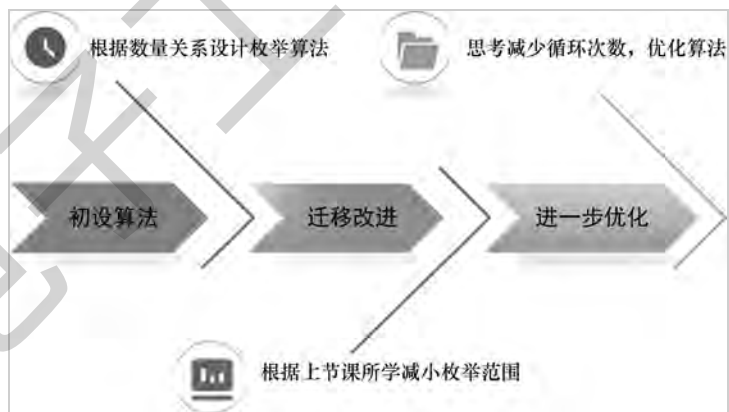 根据数量关系设计枚举算法
思考减少循环次数，优化算法
初设算法
迁移改进
进一步优化
根据上节课所学减小枚举范围